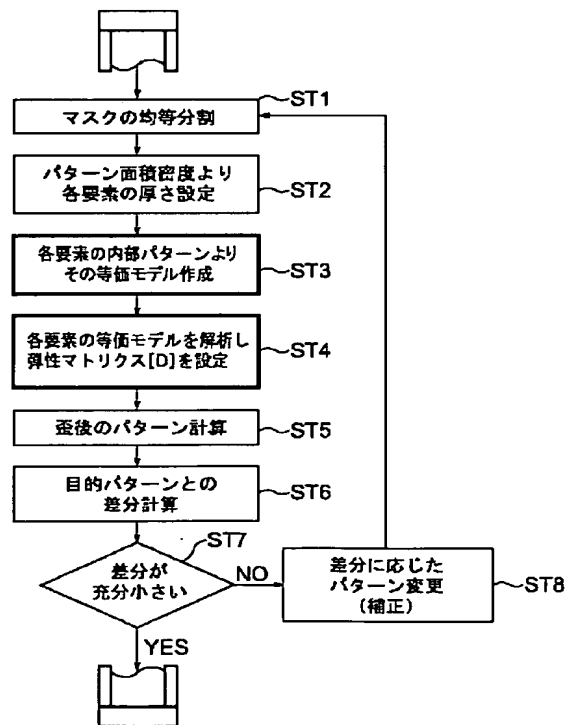 ST1
マスクの均等分割
パターン面積密度より
各要素の厚さ設定
ST2
各要素の内部パターンより
その等価モデル作成
ST3
各要素の等価モデルを解析し
弾性マトリクス[D]を設定
ST4
歪後のパターン計算
ST5
目的パターンとの
差分計算
ST6
ST7
差分が
充分小さい
NO
差分に応じた
パターン変更
(補正)
ST8
YES